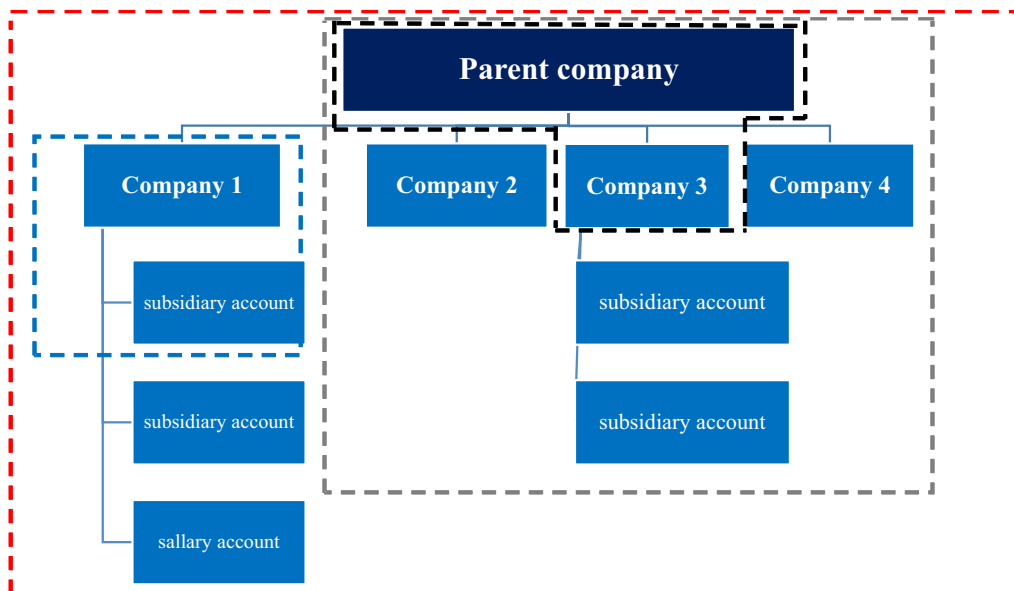 Parent company
Company 1
Company 2
Company 3
Company 4
subsidiary account
subsidiary account
subsidiary account
subsidiary account
sallary account